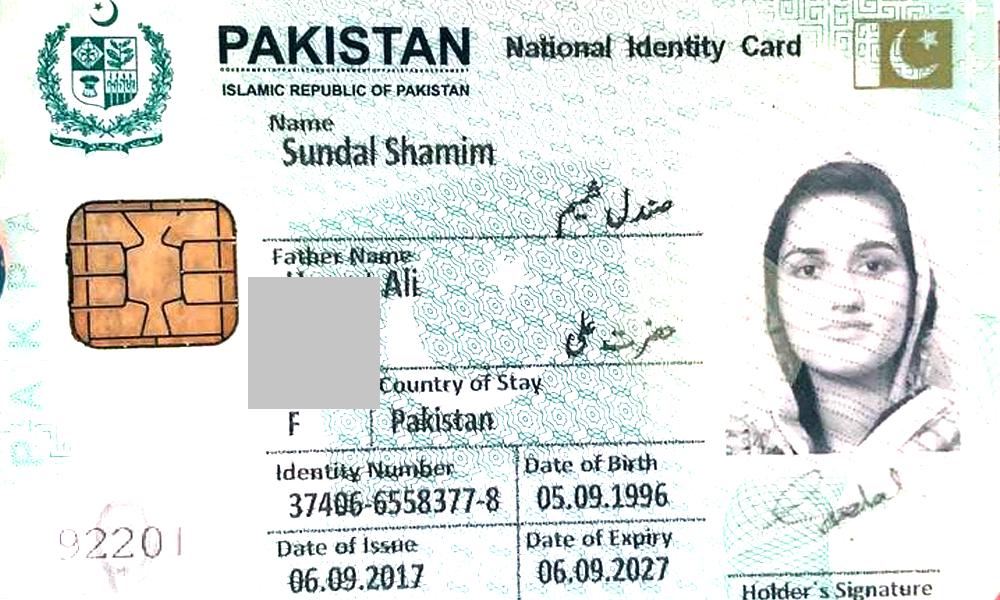 PAKISTAN National Identity Card
ISLAMIC REPUBLIC OF PAKISTAN
Name
Sundal Shamim
صندل شمیم
Father Name
Ali
حضرت علی
Country of Stay
F Pakistan
Identity Number Date of Birth
37406-6558377-8 05.09.1996
Date of Issue Date of Expiry
06.09.2017 06.09.2027
Holder's Signature
92201
PAK